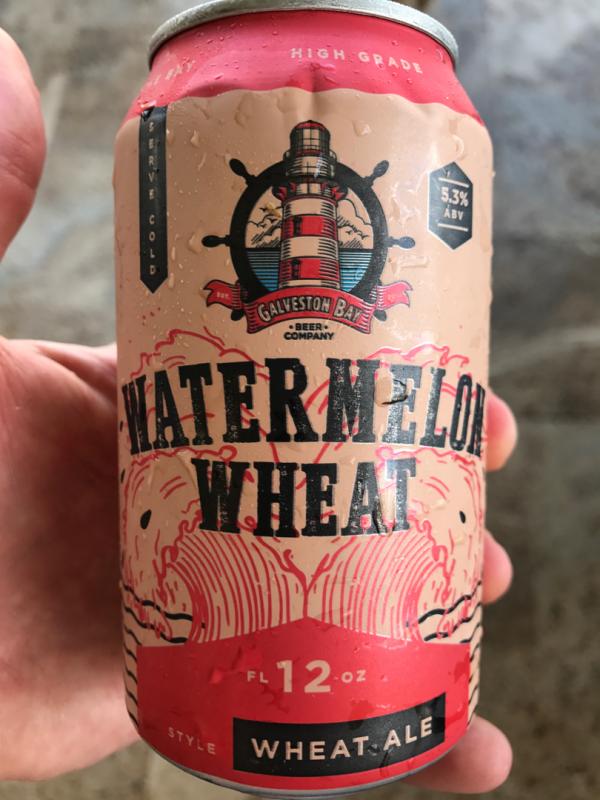 BAY
HIGH GRADE
SERVE COLD
5.3%
ABV
GALVESTON BAY
BEER
COMPANY
WATERMELON
WHEAT
FL 12 OZ
STYLE
WHEAT ALE